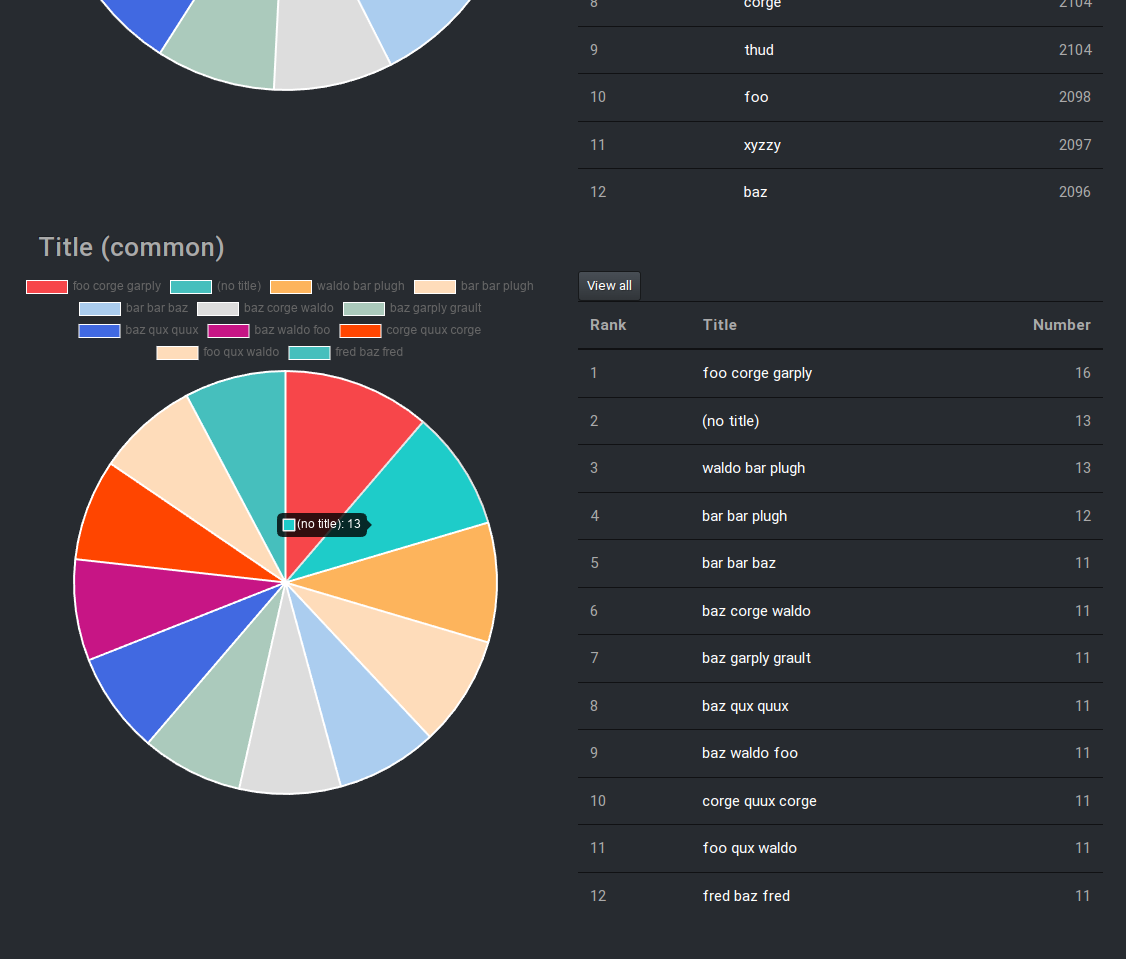 8 corge 2104
9 thud 2104
10 foo 2098
11 xyzzy 2097
12 baz 2096
Title (common)
foo corge garply (no title) waldo bar plugh bar bar plugh
bar bar baz baz corge waldo baz garply grault
baz qux quux baz waldo foo corge quux corge
foo qux waldo fred baz fred
(no title): 13
View all
Rank Title Number
1 foo corge garply 16
2 (no title) 13
3 waldo bar plugh 13
4 bar bar plugh 12
5 bar bar baz 11
6 baz corge waldo 11
7 baz garply grault 11
8 baz qux quux 11
9 baz waldo foo 11
10 corge quux corge 11
11 foo qux waldo 11
12 fred baz fred 11